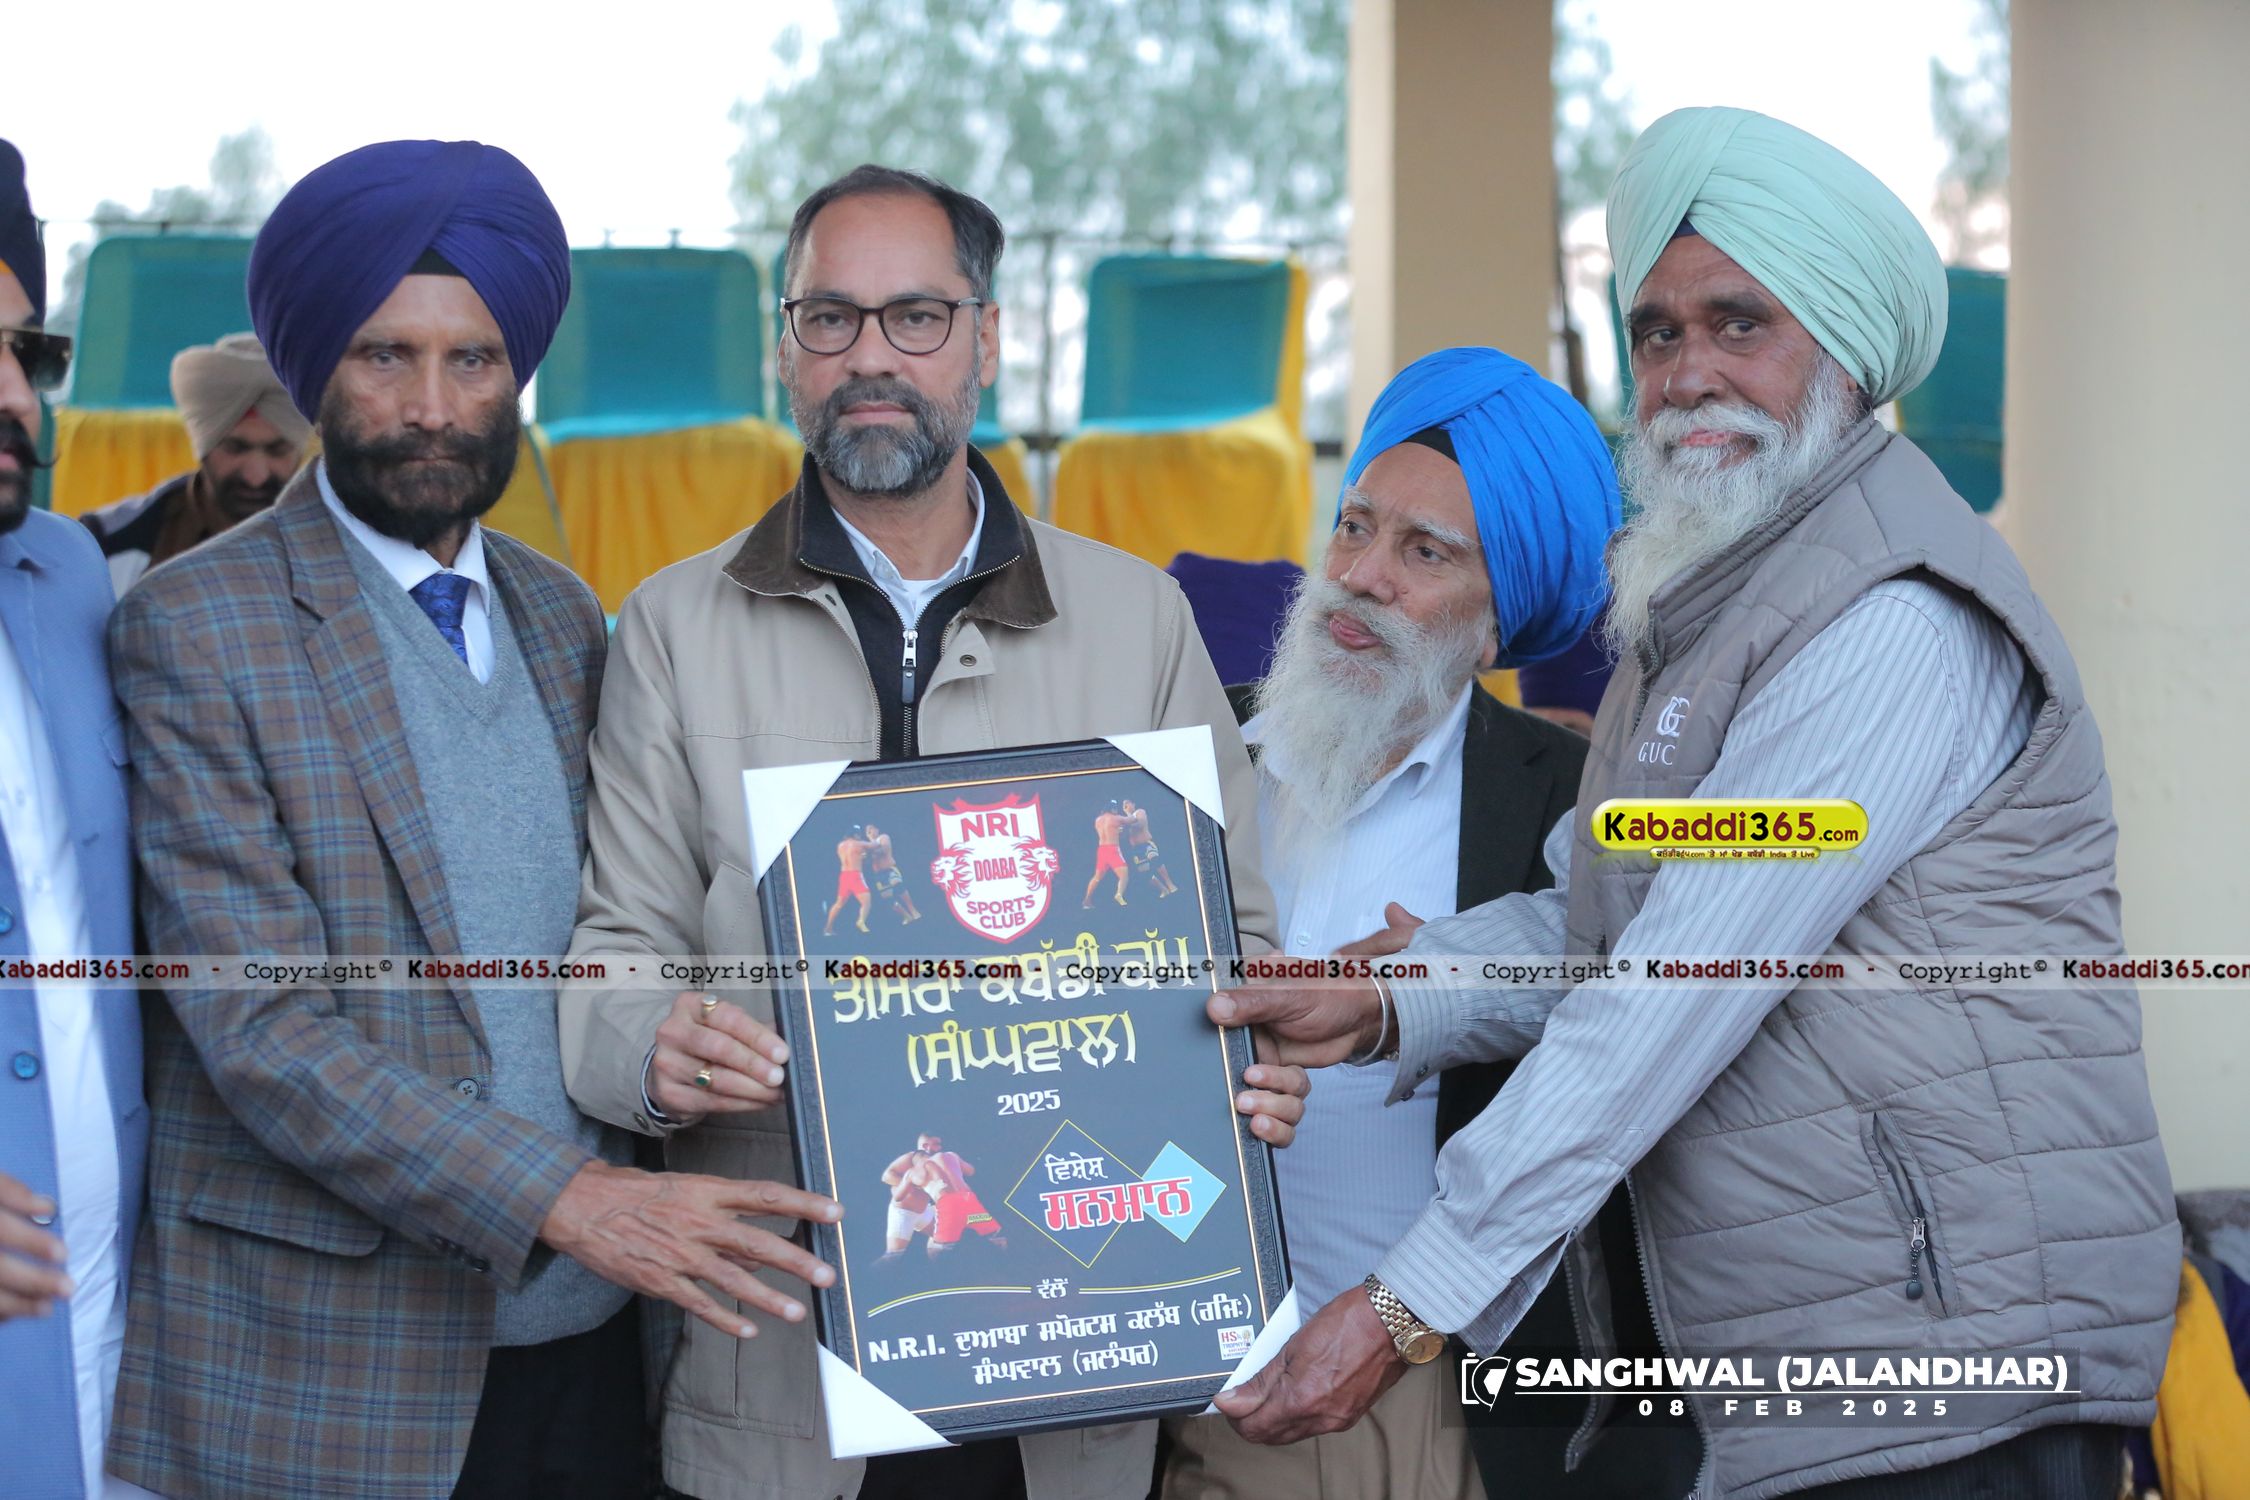 GUC
Kabaddi365.com
NRI
DOABA
SPORTS
CLUB
ਤੀਸਰਾ ਕਬੱਡੀ ਕੱਪ
Kabaddi365.com - Copyright© Kabaddi365.com - Copyright© Kabaddi365.com - Copyright© Kabaddi365.com - Copyright© Kabaddi365.com - Copyright© Kabaddi365.com
(ਸੰਘਵਾਲ)
2025
ਵਿਸ਼ੇਸ਼
ਸਨਮਾਨ
ਵੱਲੋਂ
N.R.I. ਦੁਆਬਾ ਸਪੋਰਟਸ ਕਲੱਬ (ਰਜਿ:)
ਸੰਘਵਾਲ (ਜਲੰਧਰ)
HS
TROPHY
SANGHWAL (JALANDHAR)
08 FEB 2025